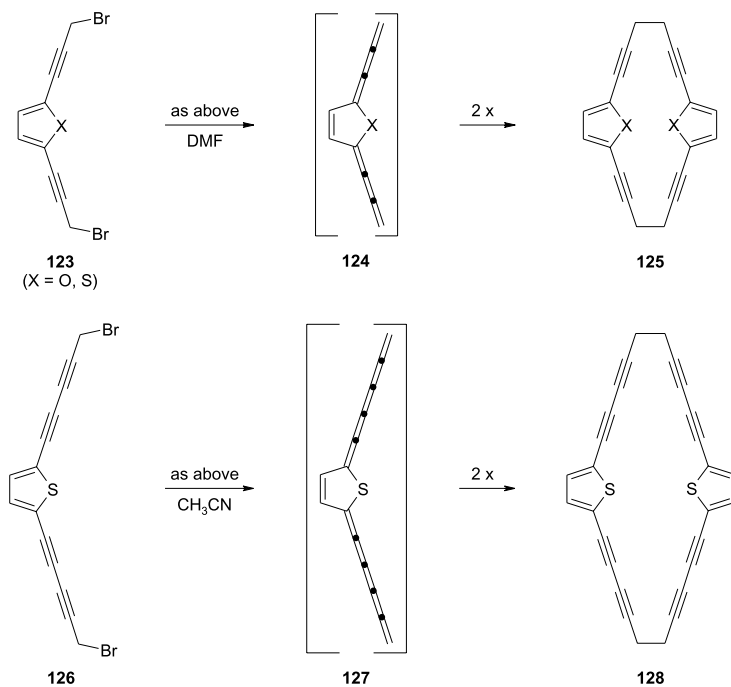 Br
X
Br
123
(X = O, S)
as above
DMF
X
124
2 x
X X
125
Br
S
Br
126
as above
CH₃CN
S
127
2 x
S S
128